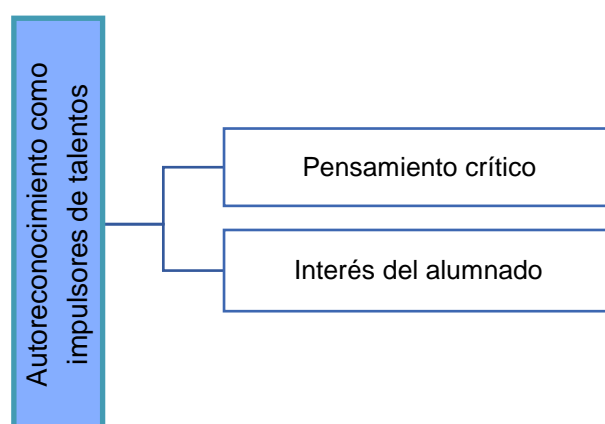 Autoreconocimiento como
impulsores de talentos
Pensamiento crítico
Interés del alumnado